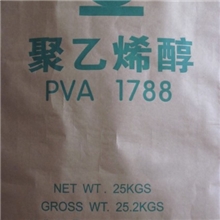 聚乙烯醇
PVA 1788
NET WT. 25KGS
GROSS WT. 25.2KGS